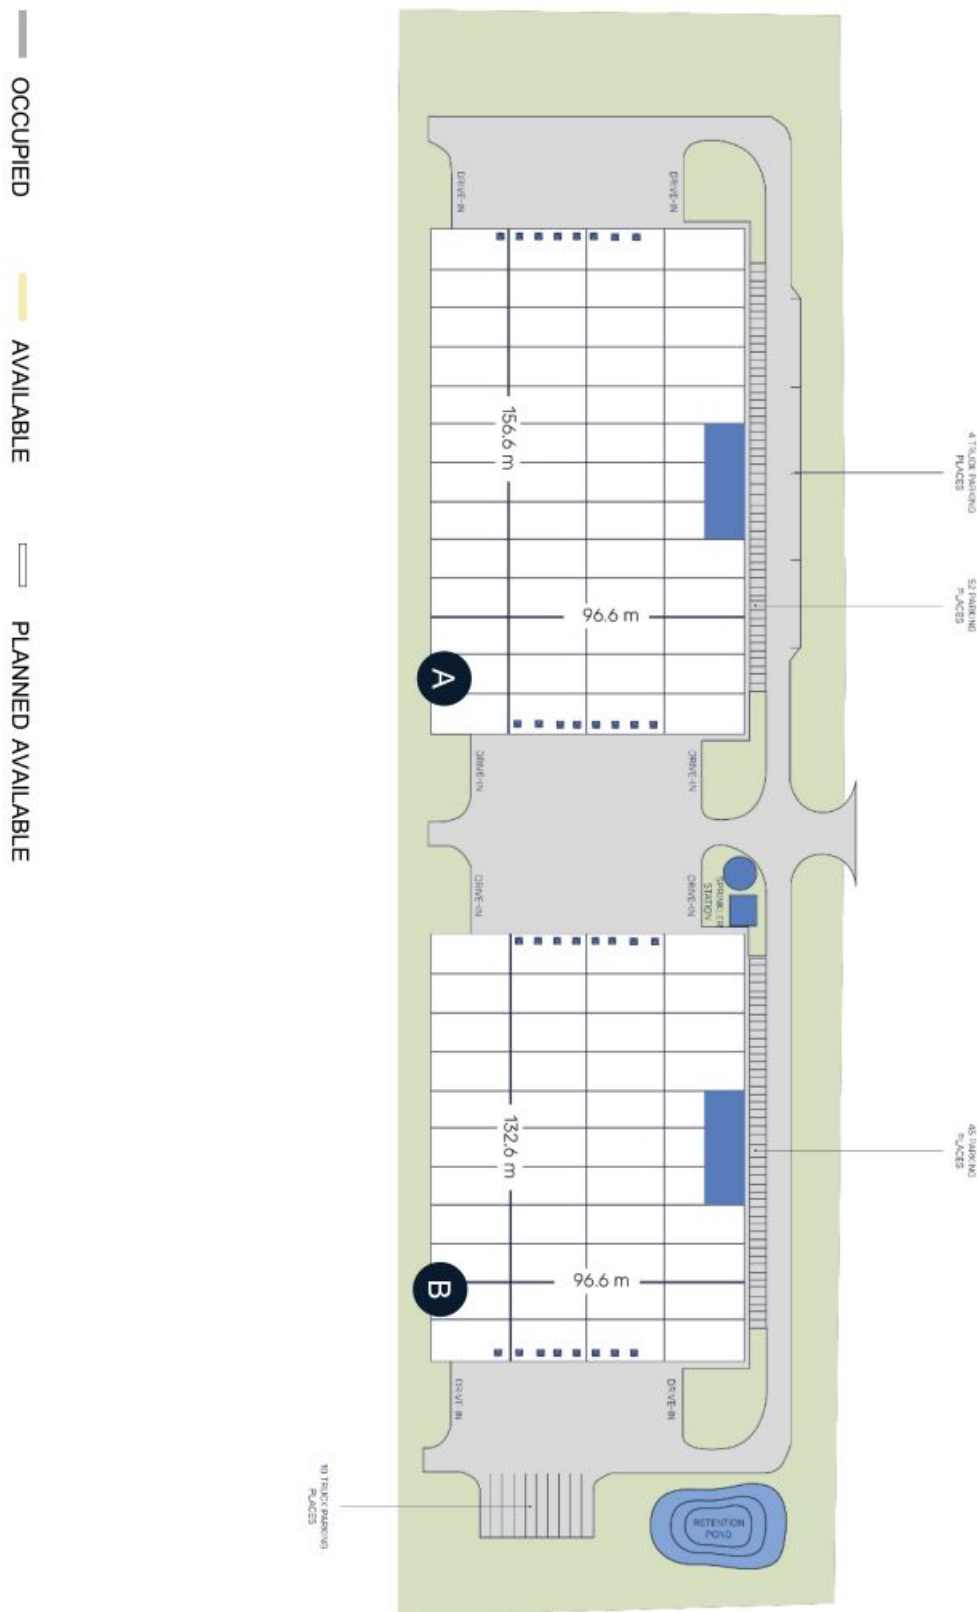 OCCUPIED
AVAILABLE
PLANNED AVAILABLE
DRIVE-IN
DRIVE-IN
4 TRUCK PARKING
PLACES
52 PARKING
PLACES
156.6 m
96.6 m
A
DRIVE-IN
DRIVE-IN
DRIVE-IN
DRIVE-IN
SPRINKLER
STATION
45 PARKING
PLACES
132.6 m
96.6 m
B
DRIVE-IN
DRIVE-IN
10 TRUCK PARKING
PLACES
RETENTION
POND